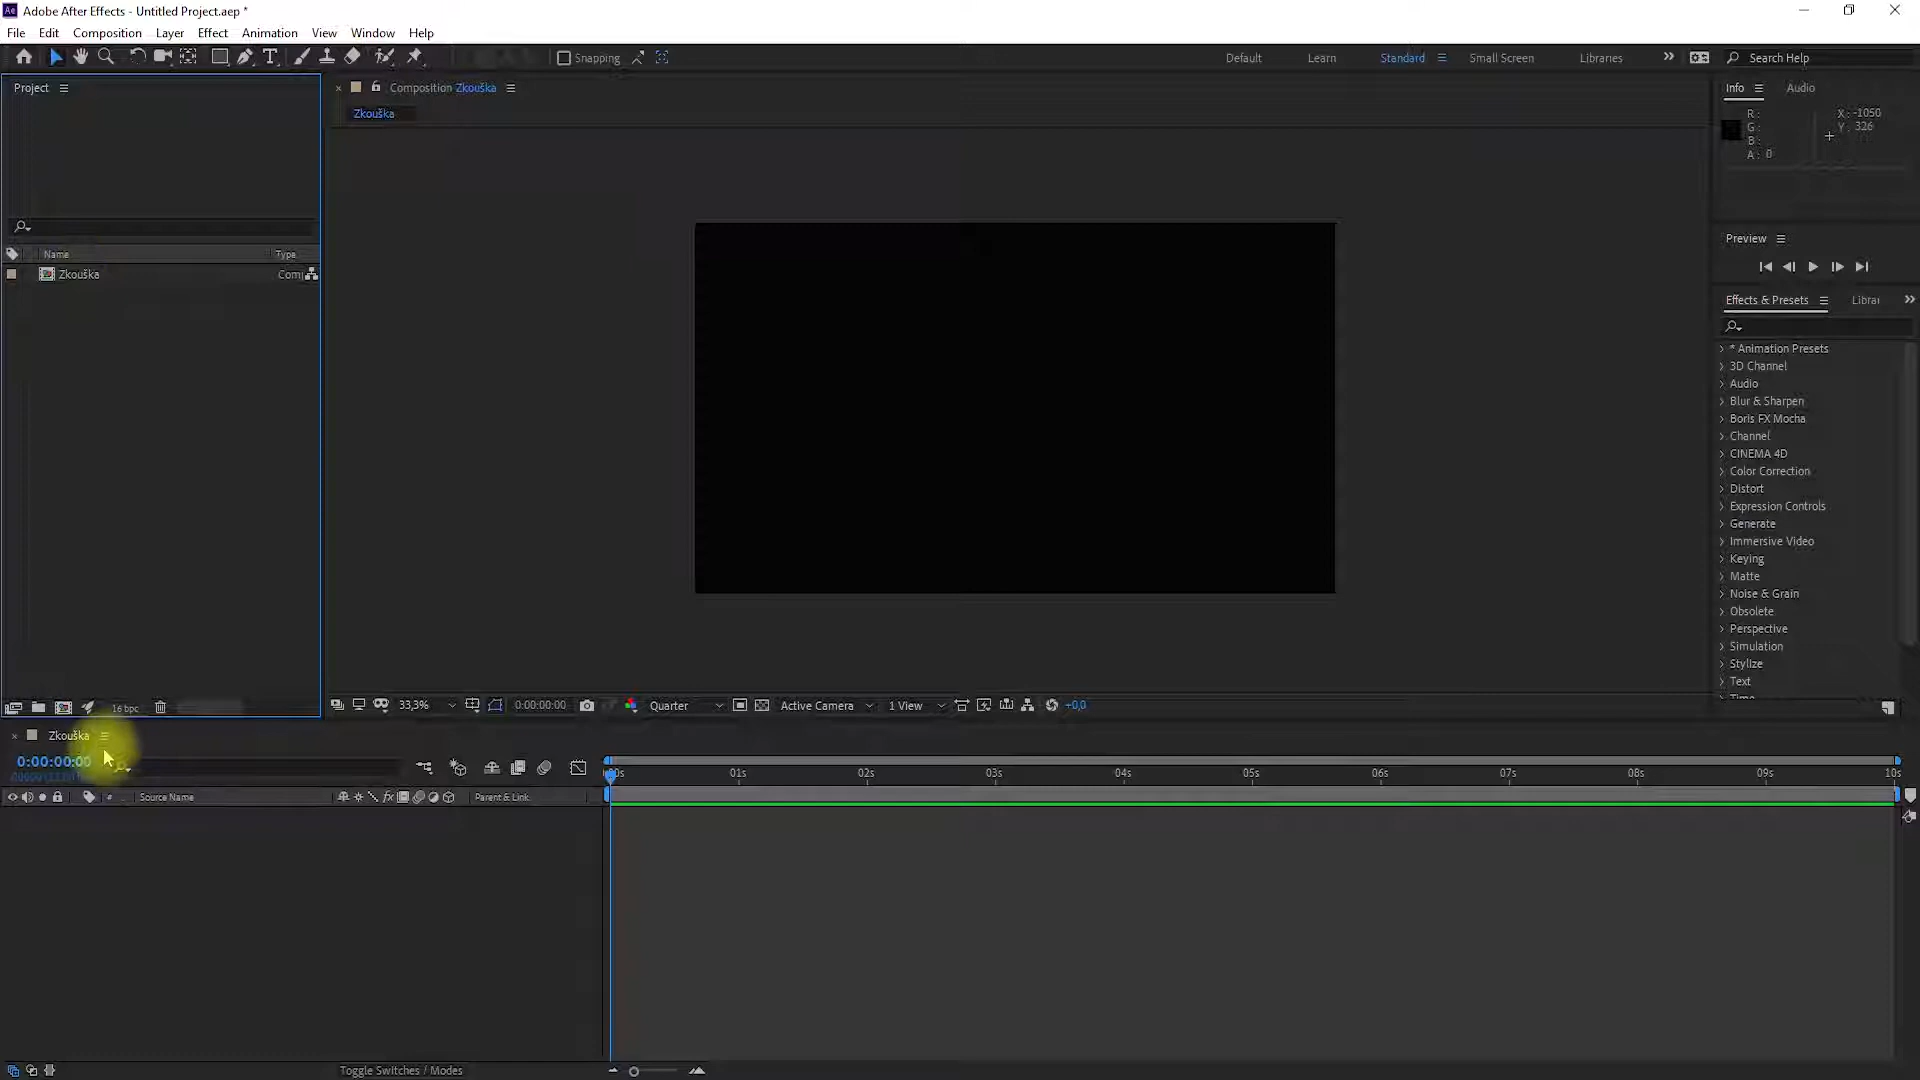 Adobe After Effects - Untitled Project.aep *
File Edit Composition Layer Effect Animation View Window Help
Snapping Default Learn Standard Small Screen Libraries Search Help
Project
Composition Zkouška
Zkouška
Info Audio
R:
G:
B:
A: 0
X: -1050
Y: 326
Name Type
Zkouška Com
Preview
Effects & Presets Librar
* Animation Presets
3D Channel
Audio
Blur & Sharpen
Boris FX Mocha
Channel
CINEMA 4D
Color Correction
Distort
Expression Controls
Generate
Immersive Video
Keying
Matte
Noise & Grain
Obsolete
Perspective
Simulation
Stylize
Text
Time
16 bpc
33,3% 0:00:00:00 Quarter Active Camera 1 View +0,0
Zkouška
0:00:00:00
00s 01s 02s 03s 04s 05s 06s 07s 08s 09s 10s
# Source Name fx Parent & Link
Toggle Switches / Modes